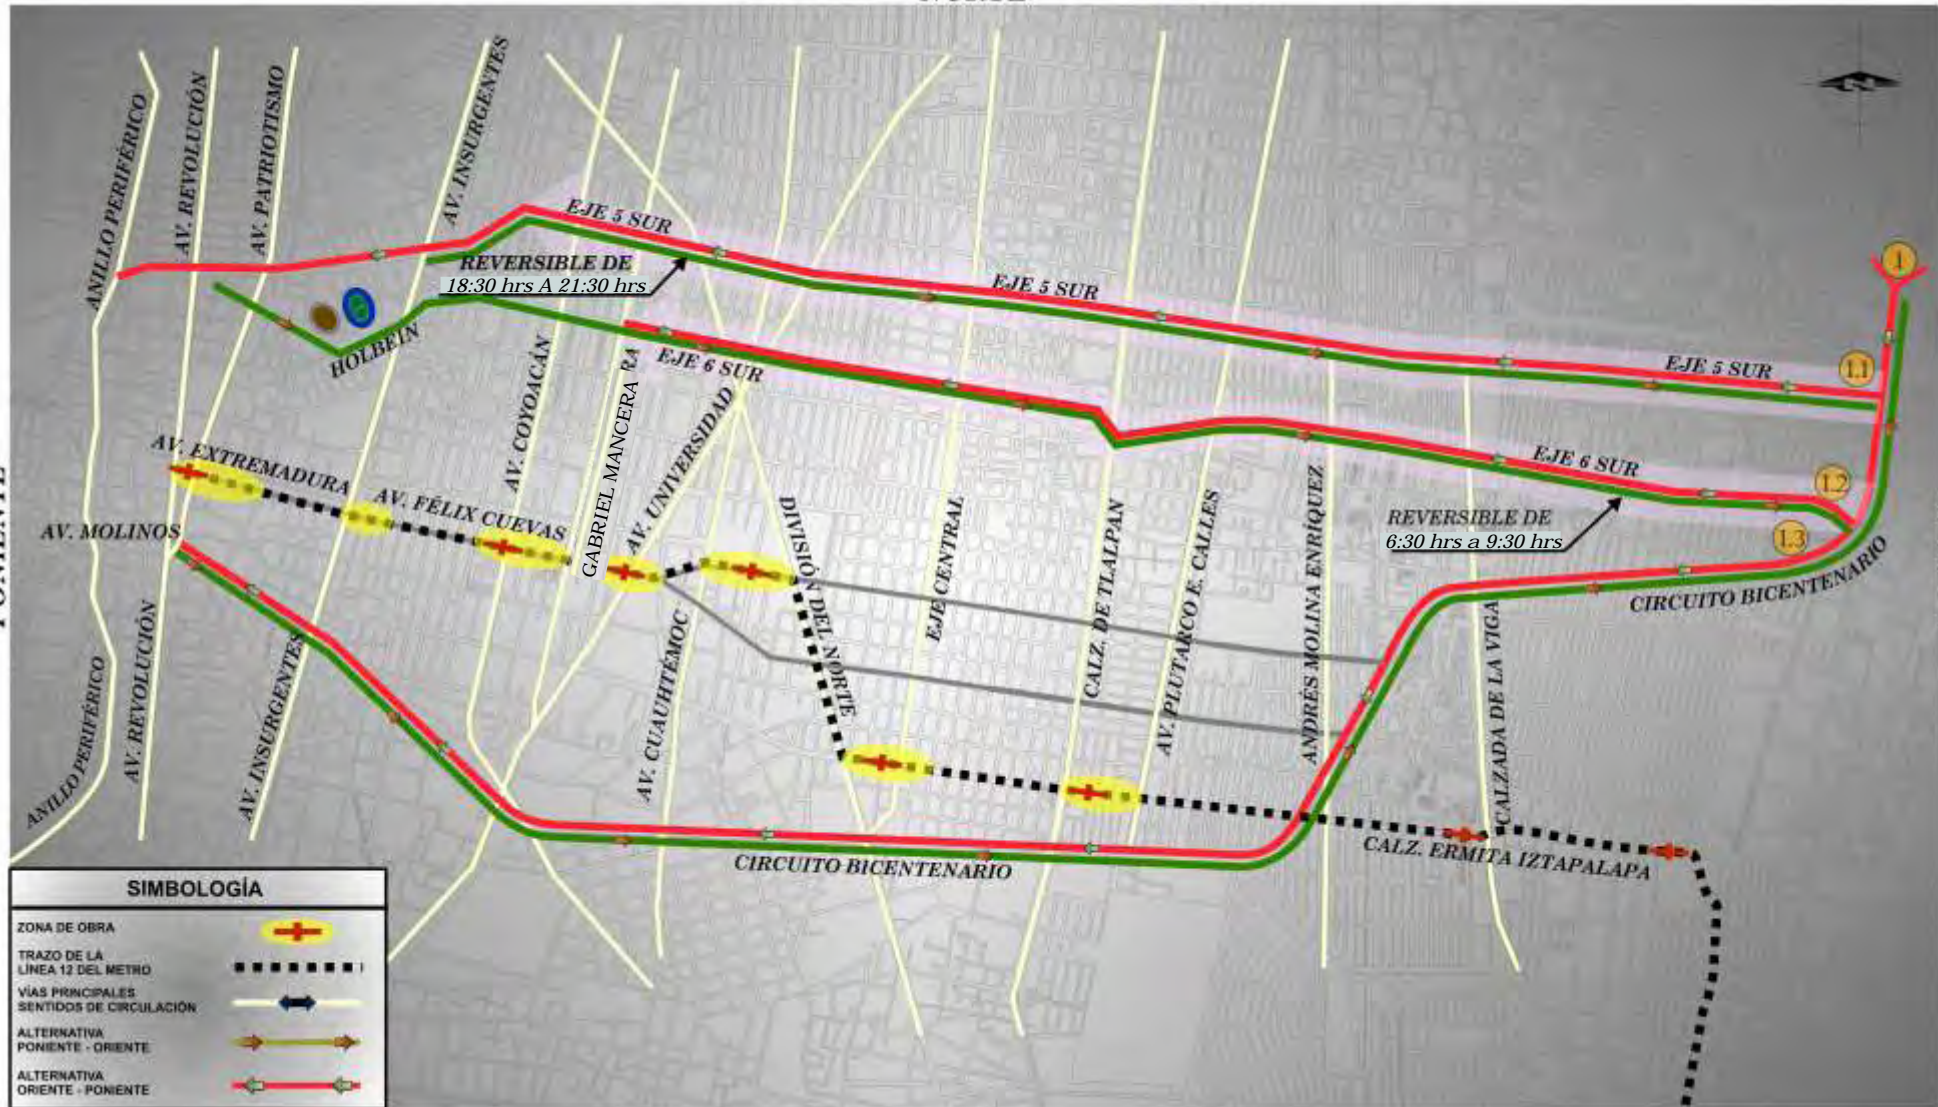 ANILLO PERIFÉRICO
AV. REVOLUCIÓN
AV. PATRIOTISMO
AV. INSURGENTES
EJE 5 SUR
REVERSIBLE DE
18:30 hrs A 21:30 hrs
EJE 5 SUR
EJE 5 SUR
1
1.1
HOLBEIN
EJE 6 SUR
AV. COYOACÁN
GABRIEL MANCERA RA
AV. UNIVERSIDAD
EJE 6 SUR
1.2
REVERSIBLE DE
6:30 hrs a 9:30 hrs
1.3
AV. EXTREMADURA
AV. FÉLIX CUEVAS
AV. MOLINOS
DIVISIÓN DEL NORTE
EJE CENTRAL
CALZ. DE TLALPAN
AV. PLUTARCO E. CALLES
ANDRÉS MOLINA ENRÍQUEZ
CALZADA DE LA VIGA
CIRCUITO BICENTENARIO
ANILLO PERIFÉRICO
AV. REVOLUCIÓN
AV. INSURGENTES
AV. CUAUHTÉMOC
CIRCUITO BICENTENARIO
CALZ. ERMITA IZTAPALAPA
SIMBOLOGÍA
ZONA DE OBRA
TRAZO DE LA
LÍNEA 12 DEL METRO
VÍAS PRINCIPALES
SENTIDOS DE CIRCULACIÓN
ALTERNATIVA
PONIENTE - ORIENTE
ALTERNATIVA
ORIENTE - PONIENTE